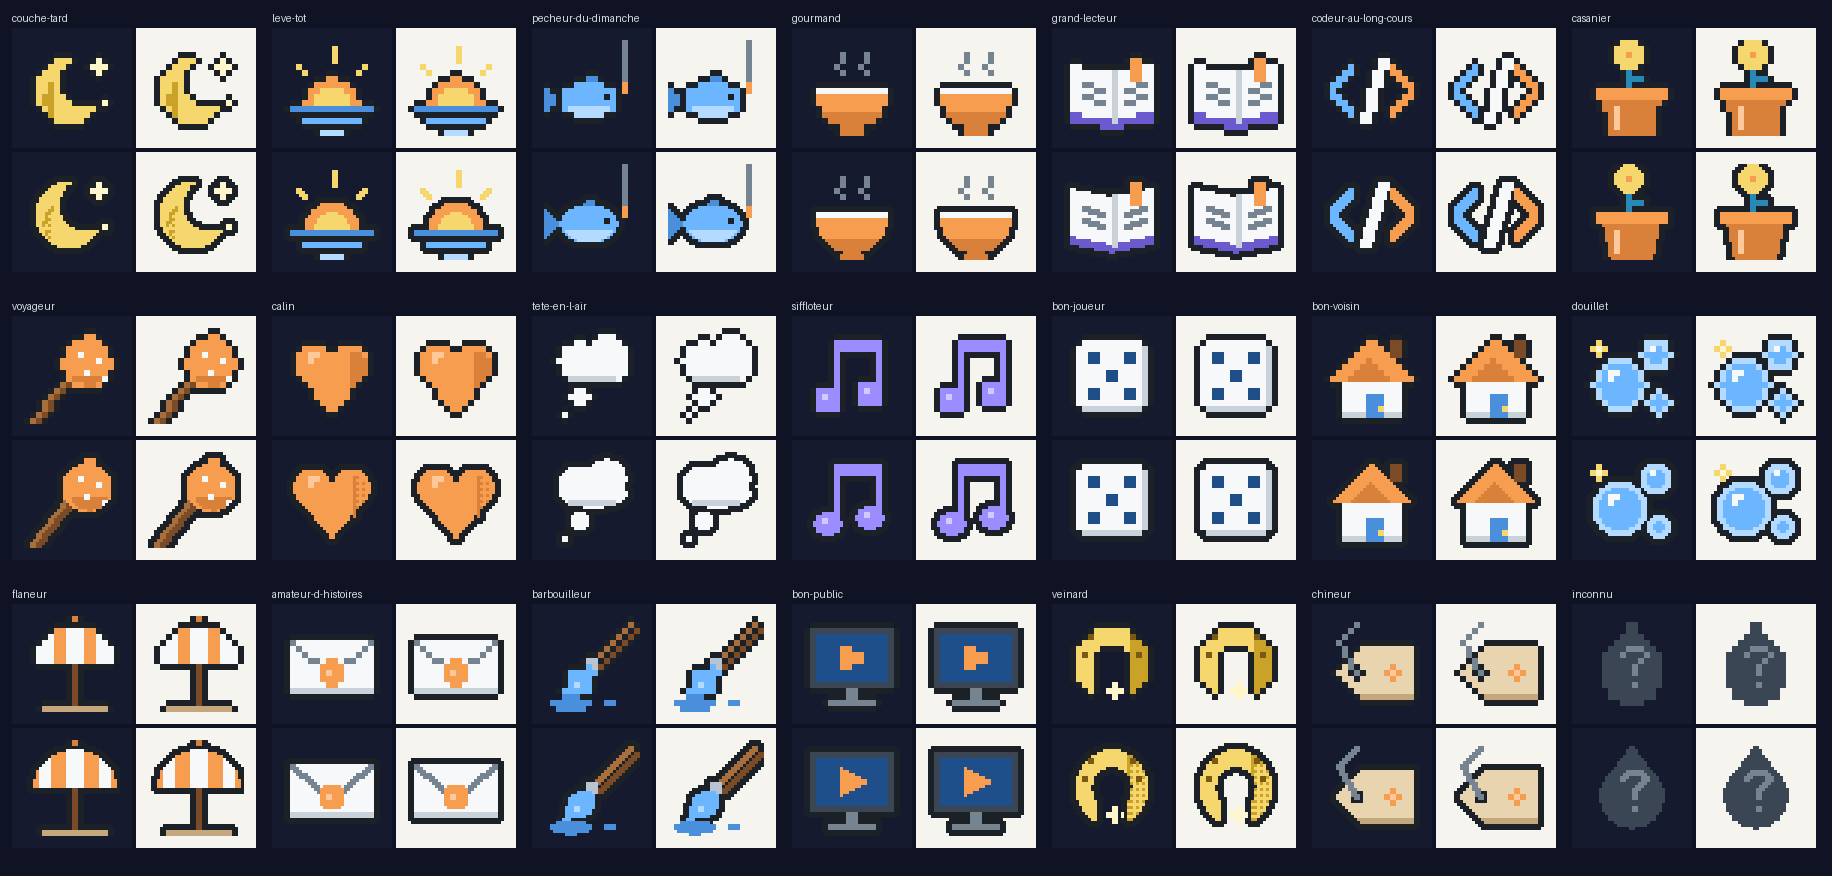 couche-tard
leve-tot
pecheur-du-dimanche
gourmand
grand-lecteur
codeur-au-long-cours
casanier
voyageur
calin
tete-en-l-air
siffloteur
bon-joueur
bon-voisin
douillet
flaneur
amateur-d-histoires
barbouilleur
bon-public
veinard
chineur
inconnu
?
?
?
?